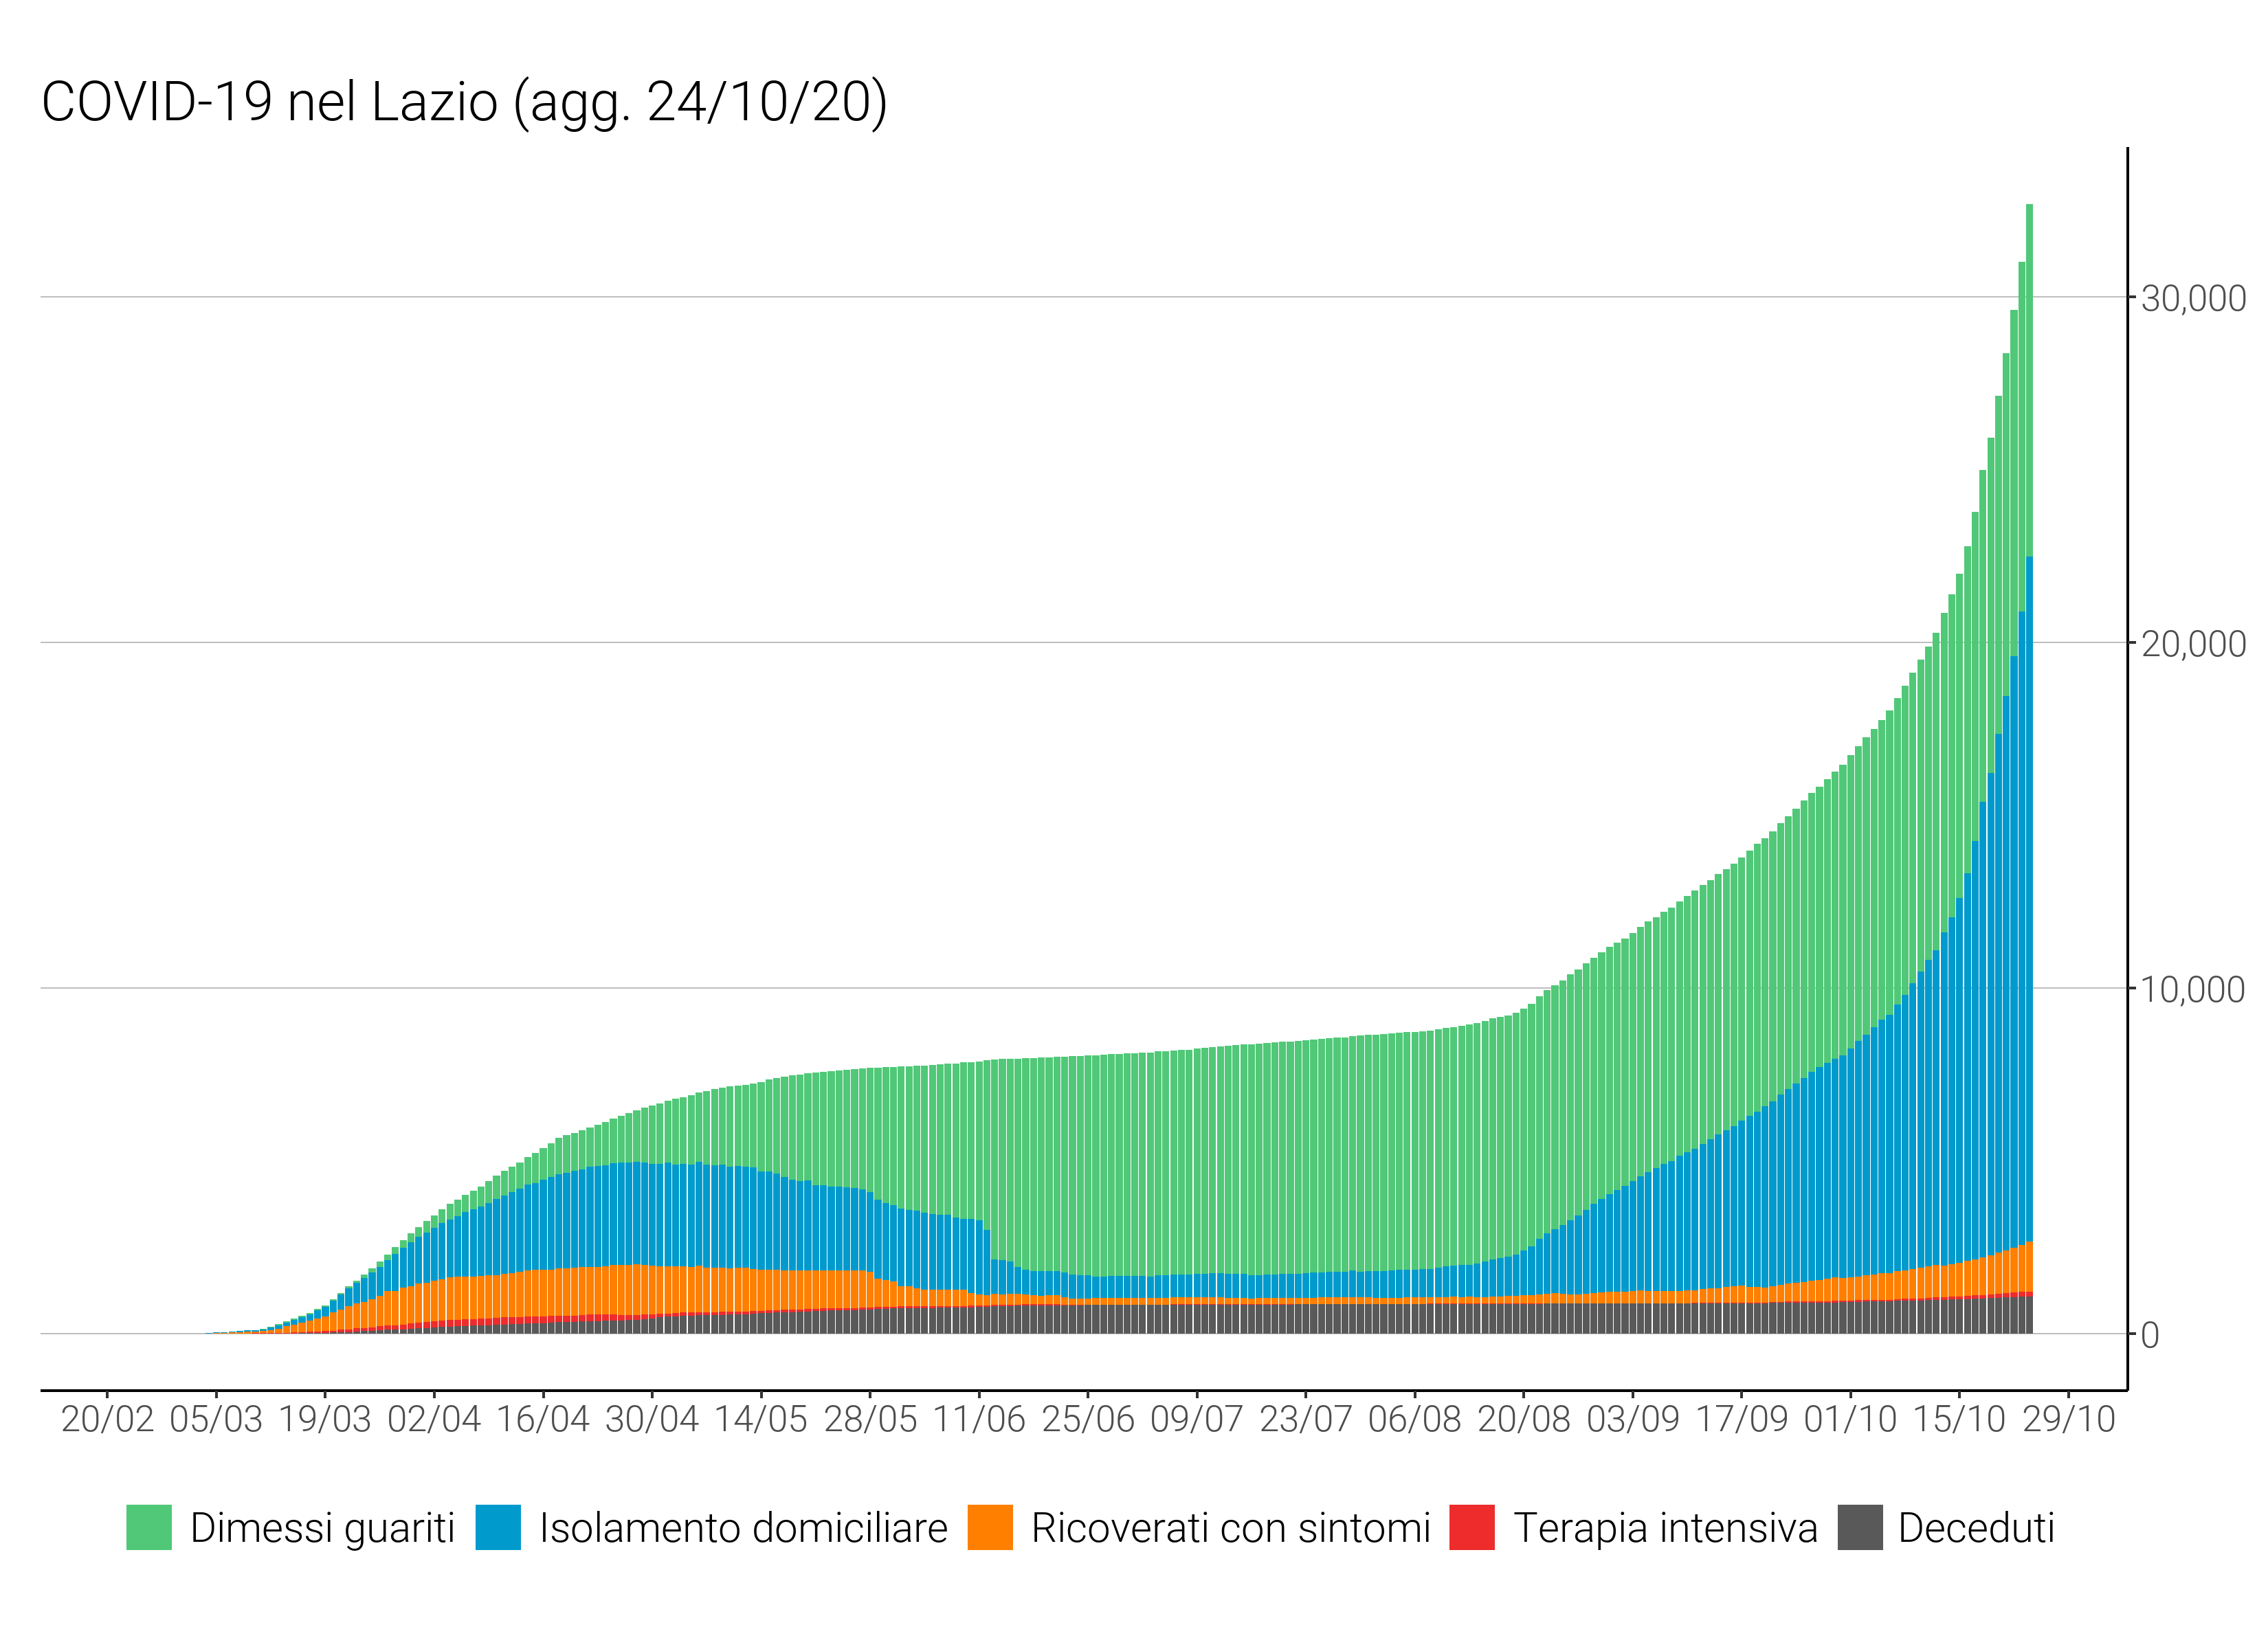 COVID-19 nel Lazio (agg. 24/10/20)
30,000
20,000
10,000
0
20/02 05/03 19/03 02/04 16/04 30/04 14/05 28/05 11/06 25/06 09/07 23/07 06/08 20/08 03/09 17/09 01/10 15/10 29/10
Dimessi guariti Isolamento domiciliare Ricoverati con sintomi Terapia intensiva Deceduti